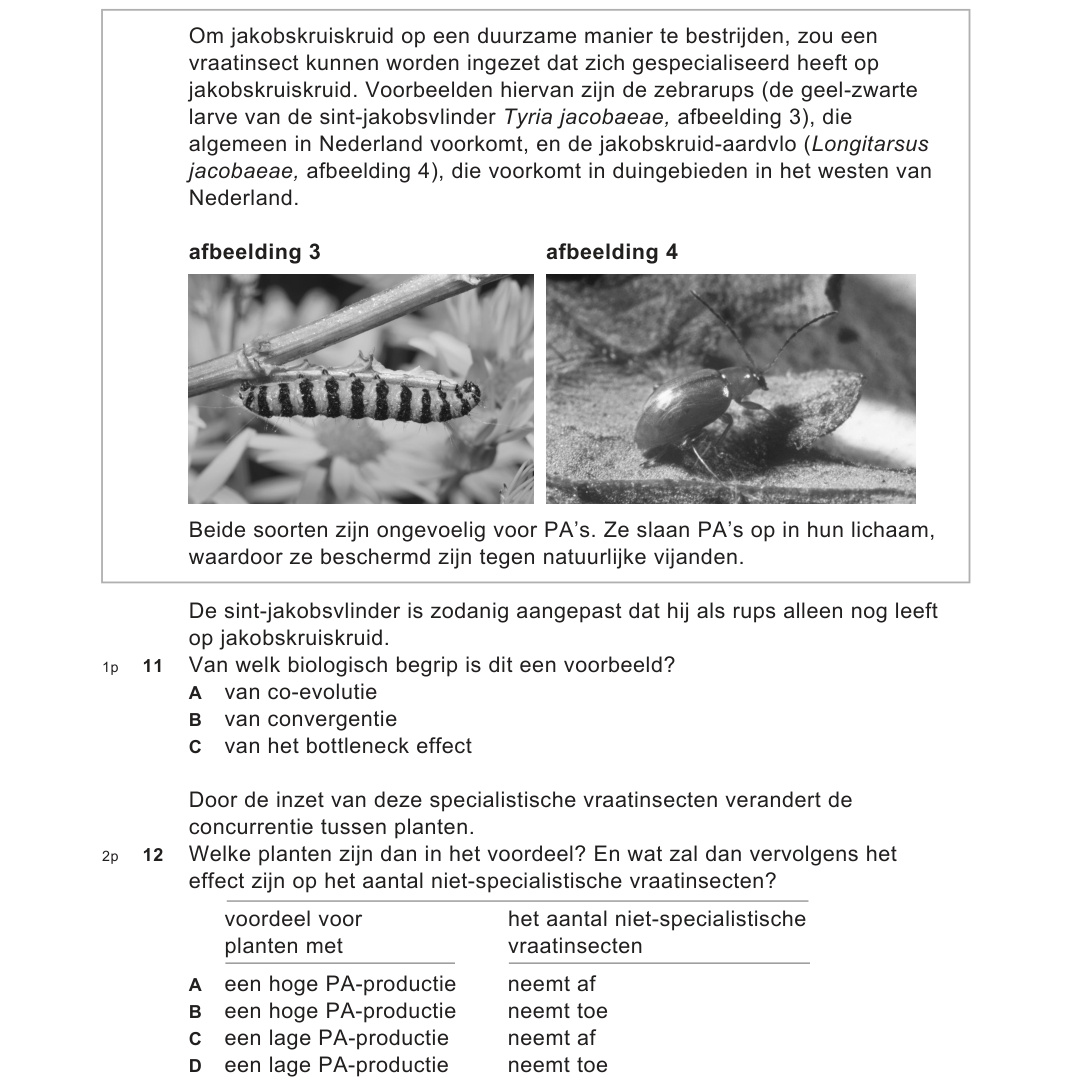 Om jakobskruiskruid op een duurzame manier te bestrijden, zou een
vraatinsect kunnen worden ingezet dat zich gespecialiseerd heeft op
jakobskruiskruid. Voorbeelden hiervan zijn de zebrarups (de geel-zwarte
larve van de sint-jakobsvlinder Tyria jacobaeae, afbeelding 3), die
algemeen in Nederland voorkomt, en de jakobskruid-aardvlo (Longitarsus
jacobaeae, afbeelding 4), die voorkomt in duingebieden in het westen van
Nederland.
afbeelding 3 afbeelding 4
Beide soorten zijn ongevoelig voor PA's. Ze slaan PA's op in hun lichaam,
waardoor ze beschermd zijn tegen natuurlijke vijanden.
De sint-jakobsvlinder is zodanig aangepast dat hij als rups alleen nog leeft
op jakobskruiskruid.
1p 11 Van welk biologisch begrip is dit een voorbeeld?
A van co-evolutie
B van convergentie
C van het bottleneck effect
Door de inzet van deze specialistische vraatinsecten verandert de
concurrentie tussen planten.
2p 12 Welke planten zijn dan in het voordeel? En wat zal dan vervolgens het
effect zijn op het aantal niet-specialistische vraatinsecten?
voordeel voor het aantal niet-specialistische
planten met vraatinsecten
A een hoge PA-productie neemt af
B een hoge PA-productie neemt toe
C een lage PA-productie neemt af
D een lage PA-productie neemt toe